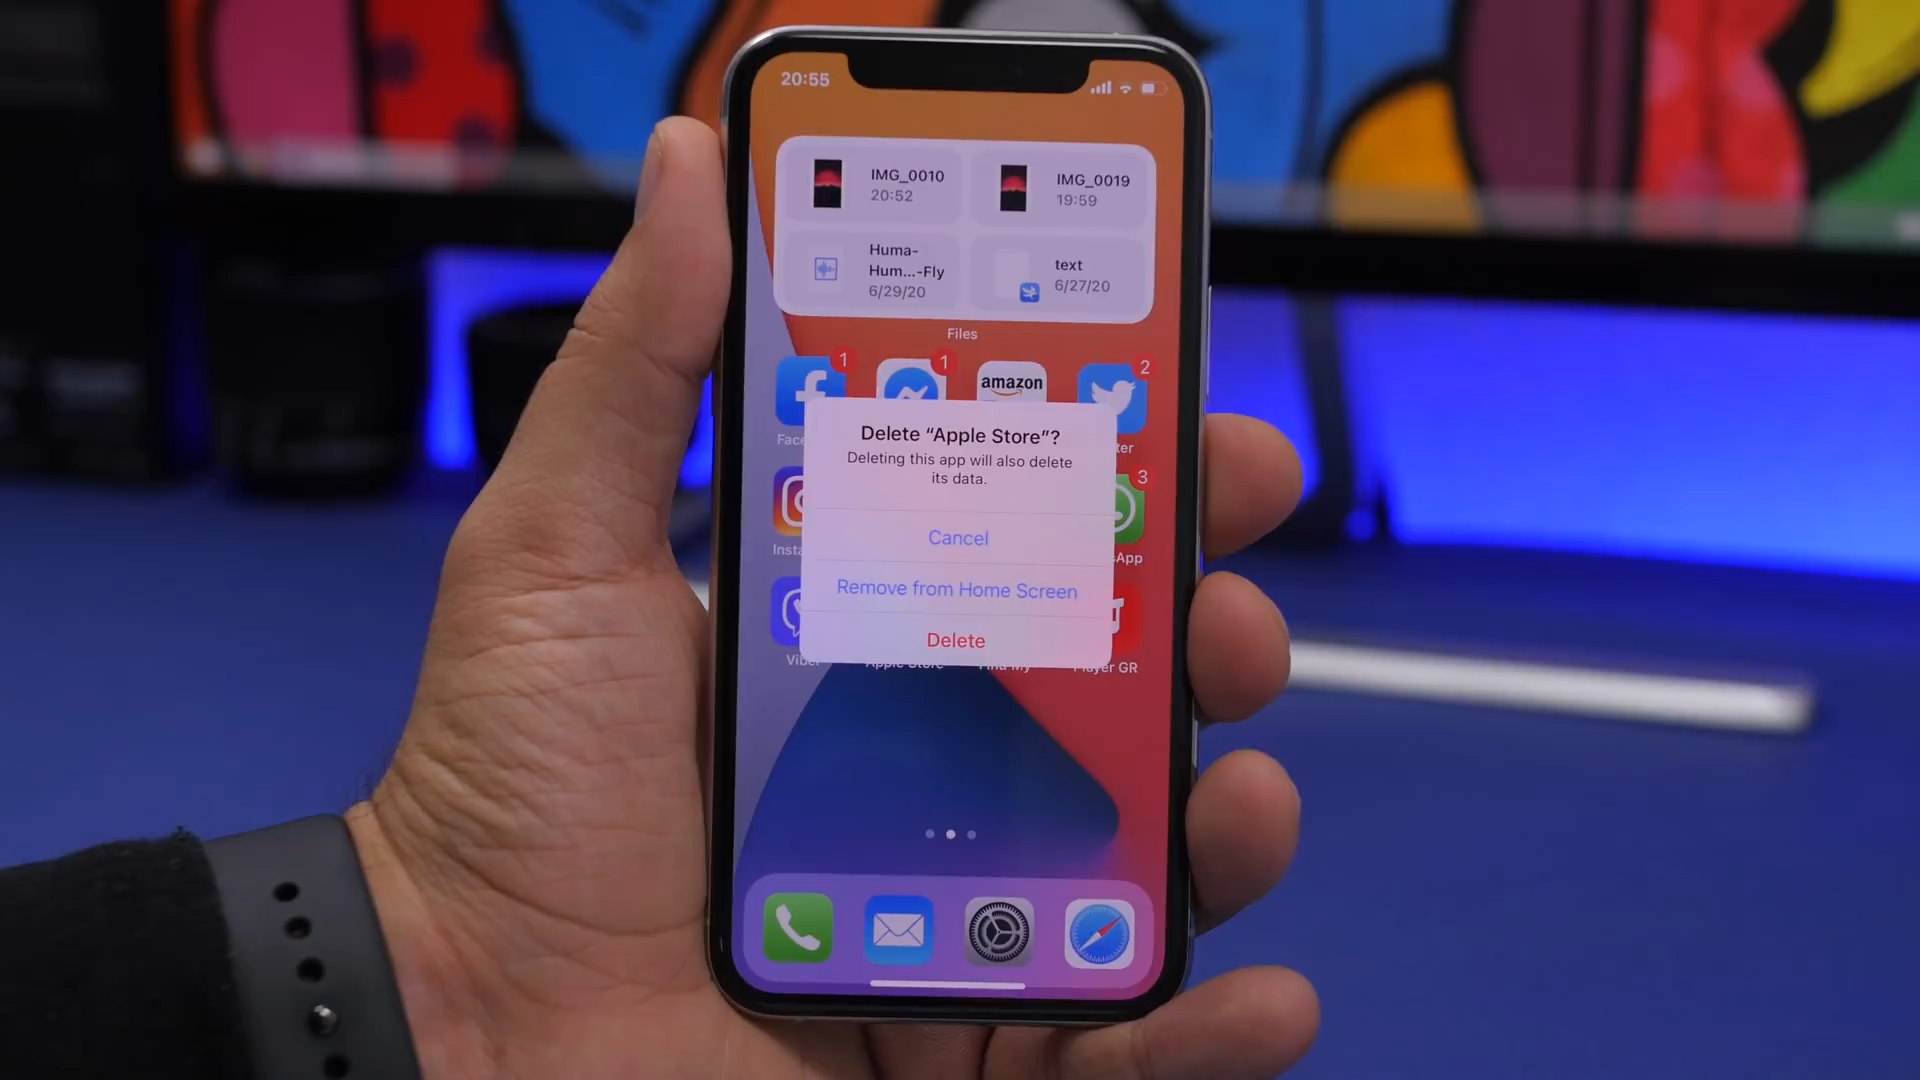 20:55
IMG_0010
20:52
IMG_0019
19:59
Huma-
Hum...-Fly
6/29/20
text
6/27/20
Files
1
1
amazon
2
Delete “Apple Store”?
Deleting this app will also delete
its data.
3
Cancel
Remove from Home Screen
Delete